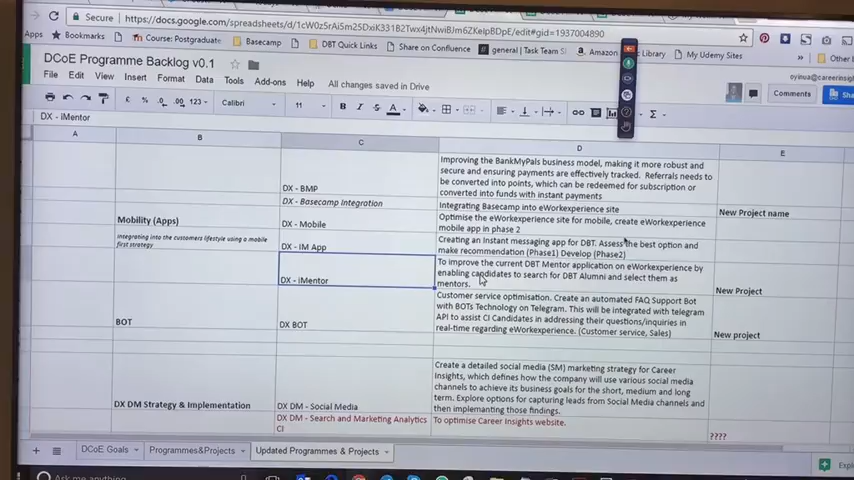 Secure https://docs.google.com/spreadsheets/d/1cW0z5rAi5m25DxiK331B2Twx4jtNwiBJm6ZKeIpBDpE/edit#gid=1937004890
Apps Bookmarks Course: Postgraduate Basecamp DBT Quick Links Share on Confluence general | Task Team Sl Amazon Library My Udemy Sites Other
DCoE Programme Backlog v0.1
oyinua@careerinsigh
File Edit View Insert Format Data Tools Add-ons Help All changes saved in Drive
Comments Sha
£ % .0 .00 123 Calibri 11 B I S A Σ
DX - iMentor
A B C D E
Improving the BankMyPals business model, making it more robust and
secure and ensuring payments are effectively tracked. Referrals need to
be converted into points, which can be redeemed for subscription or
DX - BMP
converted into funds with instant payments
DX - Basecamp Integration
Integrating Basecamp into eWorkexperience site
New Project name
Mobility (Apps)
DX - Mobile
Optimise the eWorkexperience site for mobile, create eWorkexperience
mobile app in phase 2
integrating into the customers lifestyle using a mobile
first strategy
DX - IM App
Creating an Instant messaging app for DBT. Assess the best option and
make recommendation (Phase1) Develop (Phase2)
To improve the current DBT Mentor application on eWorkexperience by
enabling candidates to search for DBT Alumni and select them as
mentors.
DX - iMentor
New Project
Customer service optimisation. Create an automated FAQ Support Bot
with BOTs Technology on Telegram. This will be integrated with telegram
API to assist CI Candidates in addressing their questions/inquiries in
real-time regarding eWorkexperience. (Customer service, Sales)
BOT
DX BOT
New project
Create a detailed social media (SM) marketing strategy for Career
Insights, which defines how the company will use various social media
channels to achieve its business goals for the short, medium and long
term. Explore options for capturing leads from Social Media channels and
then implamanting those findings.
DX DM Strategy & Implementation
DX DM - Social Media
DX DM - Search and Marketing Analytics
CI
To optimise Career Insights website.
????
DCoE Goals Programmes&Projects Updated Programmes & Projects
Explo
Ask me anything